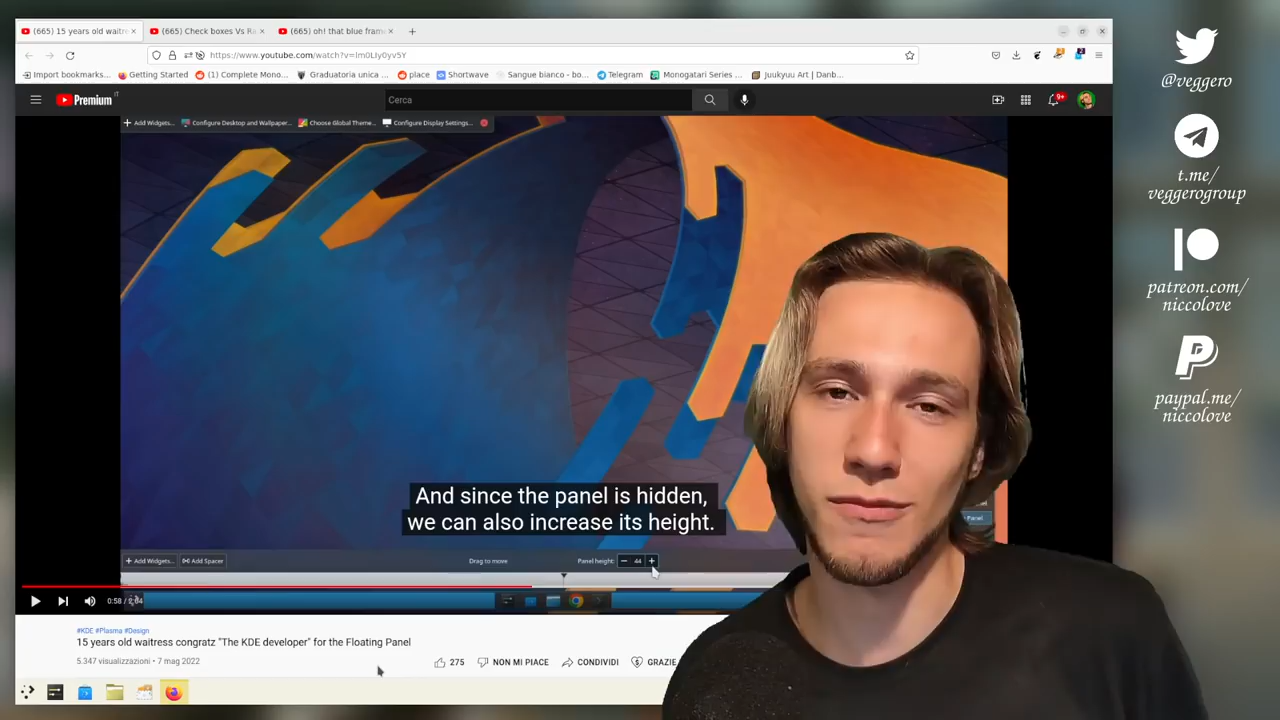 (665) 15 years old waitre
(665) Check boxes Vs Ra
(665) oh! that blue fram
https://www.youtube.com/watch?v=lm0LIy0yv5Y
Import bookmarks...
Getting Started
(1) Complete Mono...
Graduatoria unica ...
place
Shortwave
Sangue bianco - bo...
Telegram
Monogatari Series ...
Juukyuu Art | Danb...
Premium
IT
Cerca
9+
Add Widgets...
Configure Desktop and Wallpaper...
Choose Global Theme...
Configure Display Settings...
And since the panel is hidden,
we can also increase its height.
Panel
Add Widgets...
Add Spacer
Drag to move
Panel height:
44
0:58 / 2:04
#KDE #Plasma #Design
15 years old waitress congratz "The KDE developer" for the Floating Panel
5.347 visualizzazioni • 7 mag 2022
275
NON MI PIACE
CONDIVIDI
GRAZIE
@veggero
t.me/
veggerogroup
patreon.com/
niccolove
paypal.me/
niccolove